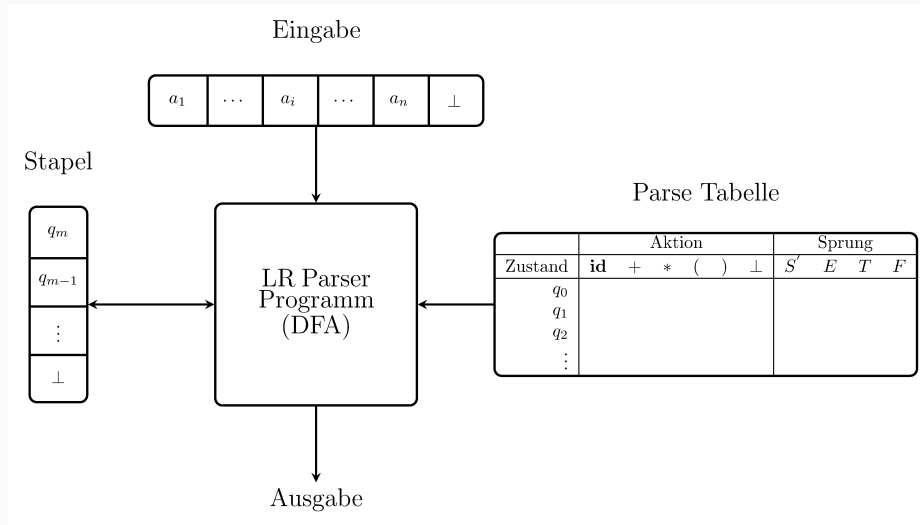 Eingabe
a₁ ⋯ aᵢ ⋯ aₙ ⊥
Stapel
qₘ
qₘ₋₁
⋮
⊥
LR Parser
Programm
(DFA)
Parse Tabelle
Aktion Sprung
Zustand id + * ( ) ⊥ S′ E T F
q₀
q₁
q₂
⋮
Ausgabe